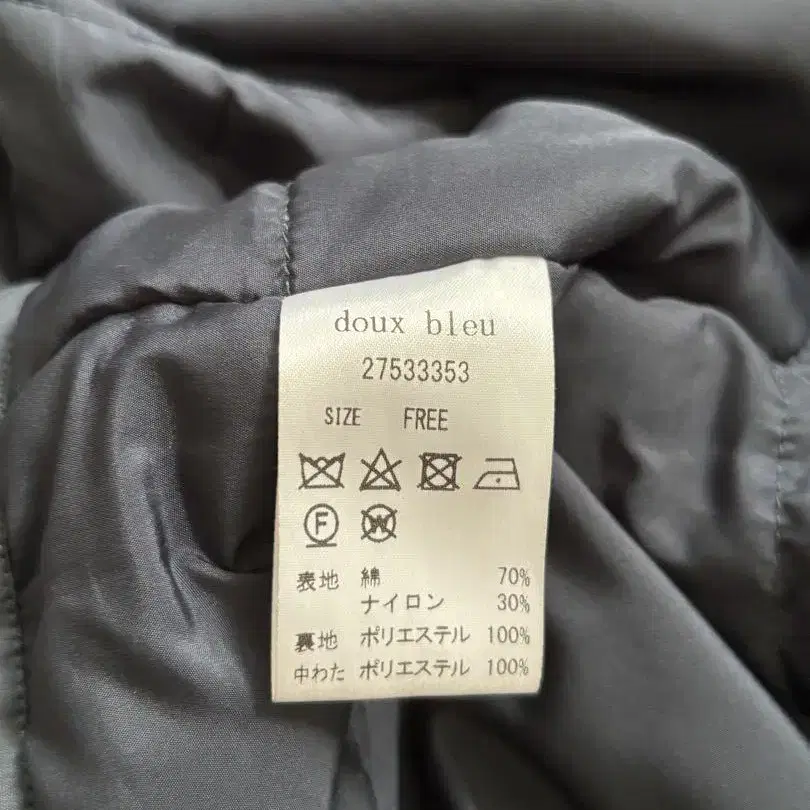 doux bleu
27533353
SIZE FREE
F W
表地 綿 70%
ナイロン 30%
裏地 ポリエステル 100%
中わた ポリエステル 100%